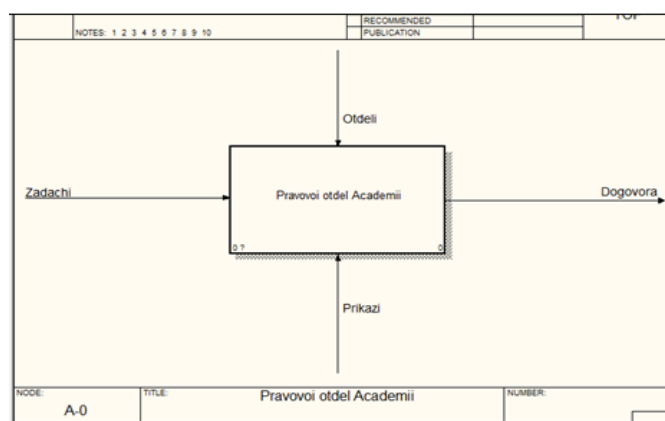 RECOMMENDED
NOTES: 1 2 3 4 5 6 7 8 9 10
PUBLICATION
Otdeli
Zadachi
Pravovoi otdel Academii
Dogovora
0 ?
0
Prikazi
NODE:
TITLE:
Pravovoi otdel Academii
NUMBER:
A-0